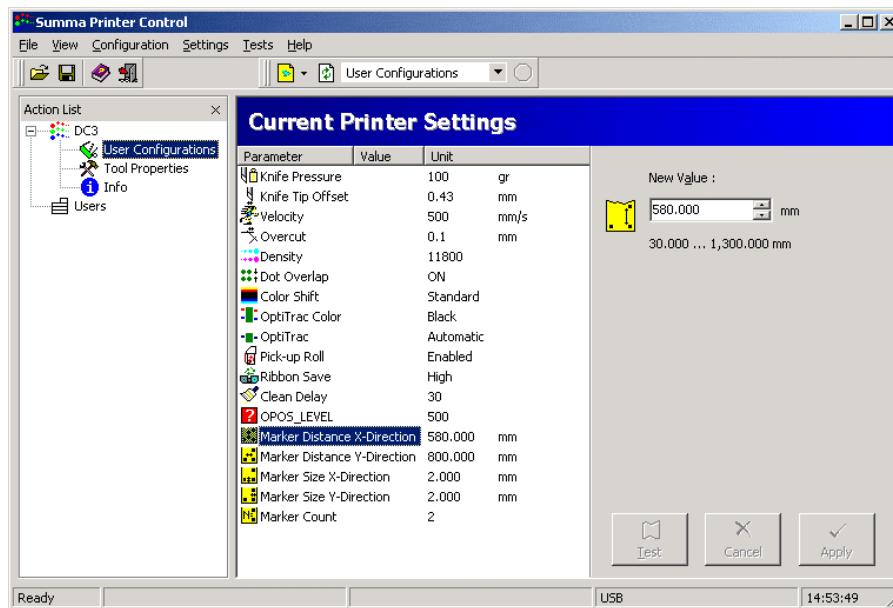 Summa Printer Control
File View Configuration Settings Tests Help
User Configurations
Action List
DC3
User Configurations
Tool Properties
Info
Users
Current Printer Settings
Parameter Value Unit
Knife Pressure 100 gr
Knife Tip Offset 0.43 mm
Velocity 500 mm/s
Overcut 0.1 mm
Density 11800
Dot Overlap ON
Color Shift Standard
OptiTrac Color Black
OptiTrac Automatic
Pick-up Roll Enabled
Ribbon Save High
Clean Delay 30
OPOS_LEVEL 500
Marker Distance X-Direction 580.000 mm
Marker Distance Y-Direction 800.000 mm
Marker Size X-Direction 2.000 mm
Marker Size Y-Direction 2.000 mm
Marker Count 2
New Value :
580.000 mm
30.000 ... 1,300.000 mm
Test Cancel Apply
Ready USB 14:53:49